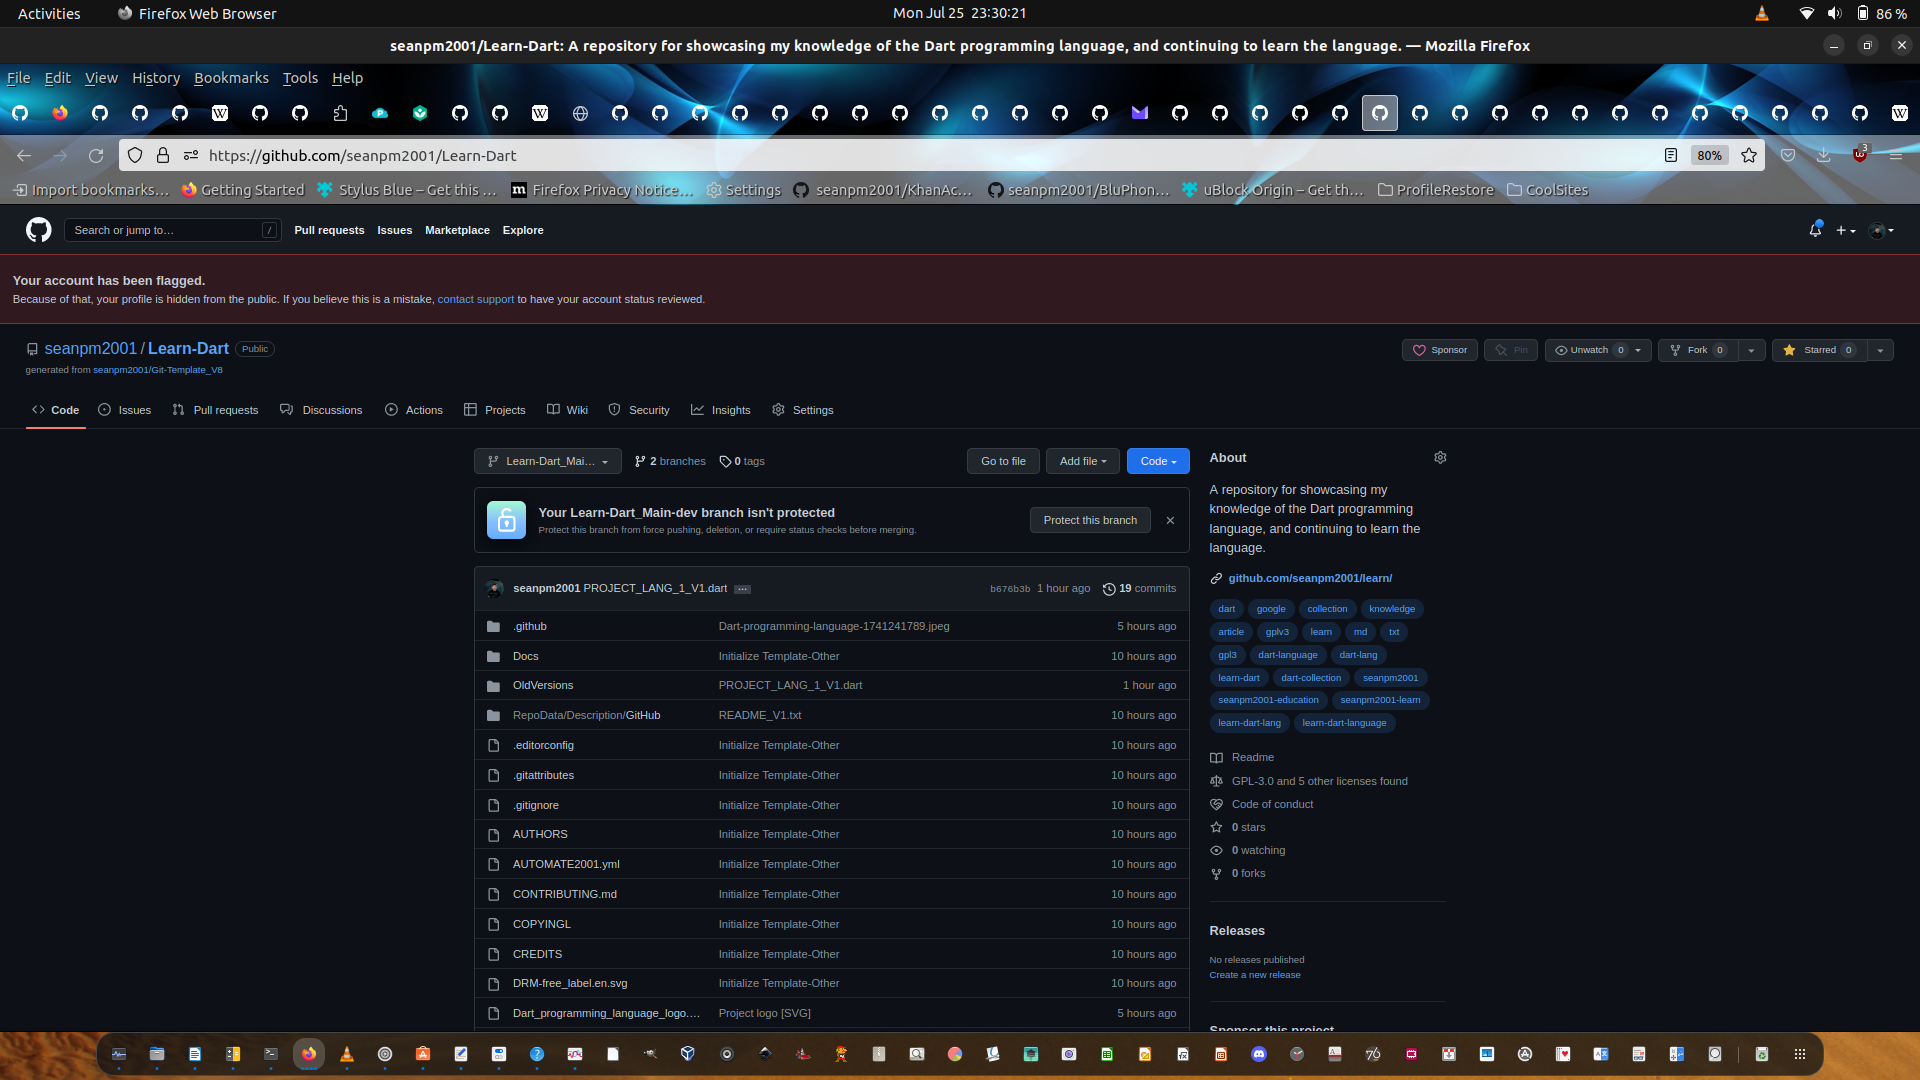 Activities
Firefox Web Browser
Mon Jul 25 23:30:21
86 %
seanpm2001/Learn-Dart: A repository for showcasing my knowledge of the Dart programming language, and continuing to learn the language. — Mozilla Firefox
File Edit View History Bookmarks Tools Help
https://github.com/seanpm2001/Learn-Dart
80%
3
Import bookmarks...
Getting Started
Stylus Blue – Get this ...
Firefox Privacy Notice...
Settings
seanpm2001/KhanAc...
seanpm2001/BluPhon...
uBlock Origin – Get th...
ProfileRestore
CoolSites
Search or jump to...
/
Pull requests Issues Marketplace Explore
Your account has been flagged.
Because of that, your profile is hidden from the public. If you believe this is a mistake, contact support to have your account status reviewed.
seanpm2001 / Learn-Dart Public
Sponsor
Pin
Unwatch 0
Fork 0
Starred 0
generated from seanpm2001/Git-Template_V8
Code Issues Pull requests Discussions Actions Projects Wiki Security Insights Settings
Learn-Dart_Mai...
2 branches
0 tags
Go to file
Add file
Code
Your Learn-Dart_Main-dev branch isn't protected
Protect this branch from force pushing, deletion, or require status checks before merging.
Protect this branch
seanpm2001 PROJECT_LANG_1_V1.dart ...
b676b3b 1 hour ago
19 commits
.github Dart-programming-language-1741241789.jpeg 5 hours ago
Docs Initialize Template-Other 10 hours ago
OldVersions PROJECT_LANG_1_V1.dart 1 hour ago
RepoData/Description/GitHub README_V1.txt 10 hours ago
.editorconfig Initialize Template-Other 10 hours ago
.gitattributes Initialize Template-Other 10 hours ago
.gitignore Initialize Template-Other 10 hours ago
AUTHORS Initialize Template-Other 10 hours ago
AUTOMATE2001.yml Initialize Template-Other 10 hours ago
CONTRIBUTING.md Initialize Template-Other 10 hours ago
COPYINGL Initialize Template-Other 10 hours ago
CREDITS Initialize Template-Other 10 hours ago
DRM-free_label.en.svg Initialize Template-Other 10 hours ago
Dart_programming_language_logo.... Project logo [SVG] 5 hours ago
About
A repository for showcasing my
knowledge of the Dart programming
language, and continuing to learn the
language.
github.com/seanpm2001/learn/
dart google collection knowledge
article gplv3 learn md txt
gpl3 dart-language dart-lang
learn-dart dart-collection seanpm2001
seanpm2001-education seanpm2001-learn
learn-dart-lang learn-dart-language
Readme
GPL-3.0 and 5 other licenses found
Code of conduct
0 stars
0 watching
0 forks
Releases
No releases published
Create a new release
Sponsor this project